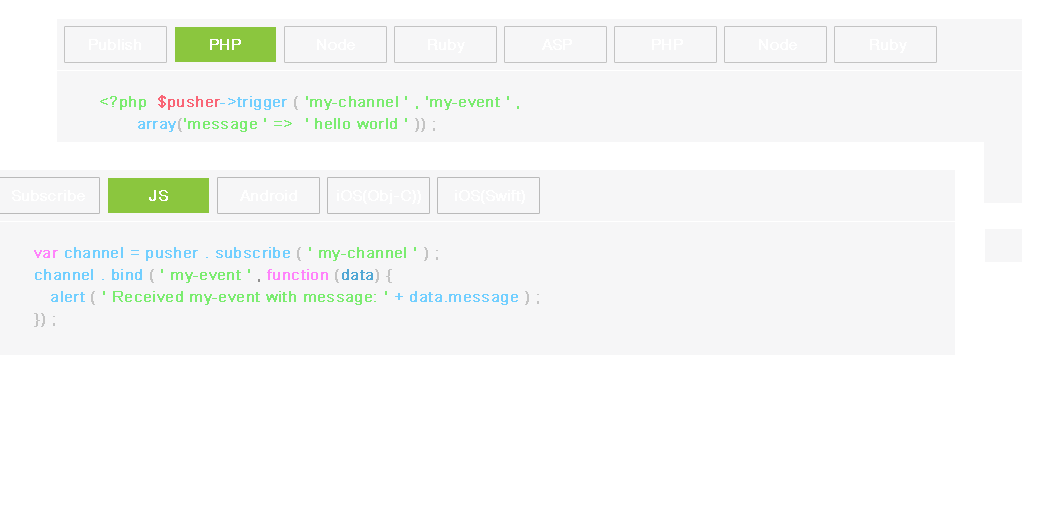 Publish PHP Node Ruby ASP PHP Node Ruby
<?php $pusher->trigger ( 'my-channel ' , 'my-event ' ,
array('message ' => ' hello world ' )) ;
Subscribe JS Android iOS(Obj-C)) iOS(Swift)
var channel = pusher . subscribe ( ' my-channel ' ) ;
channel . bind ( ' my-event ' , function (data) {
alert ( ' Received my-event with message: ' + data.message ) ;
}) ;